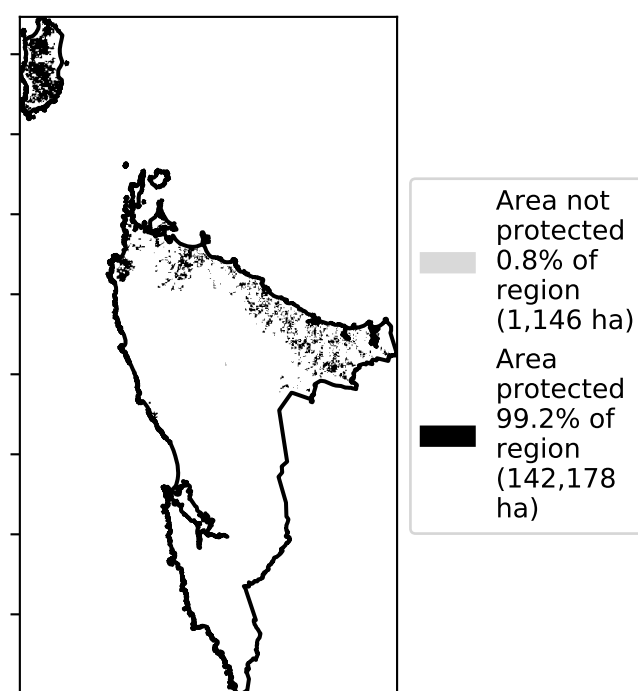 Area not
protected
0.8% of
region
(1,146 ha)
Area
protected
99.2% of
region
(142,178
ha)